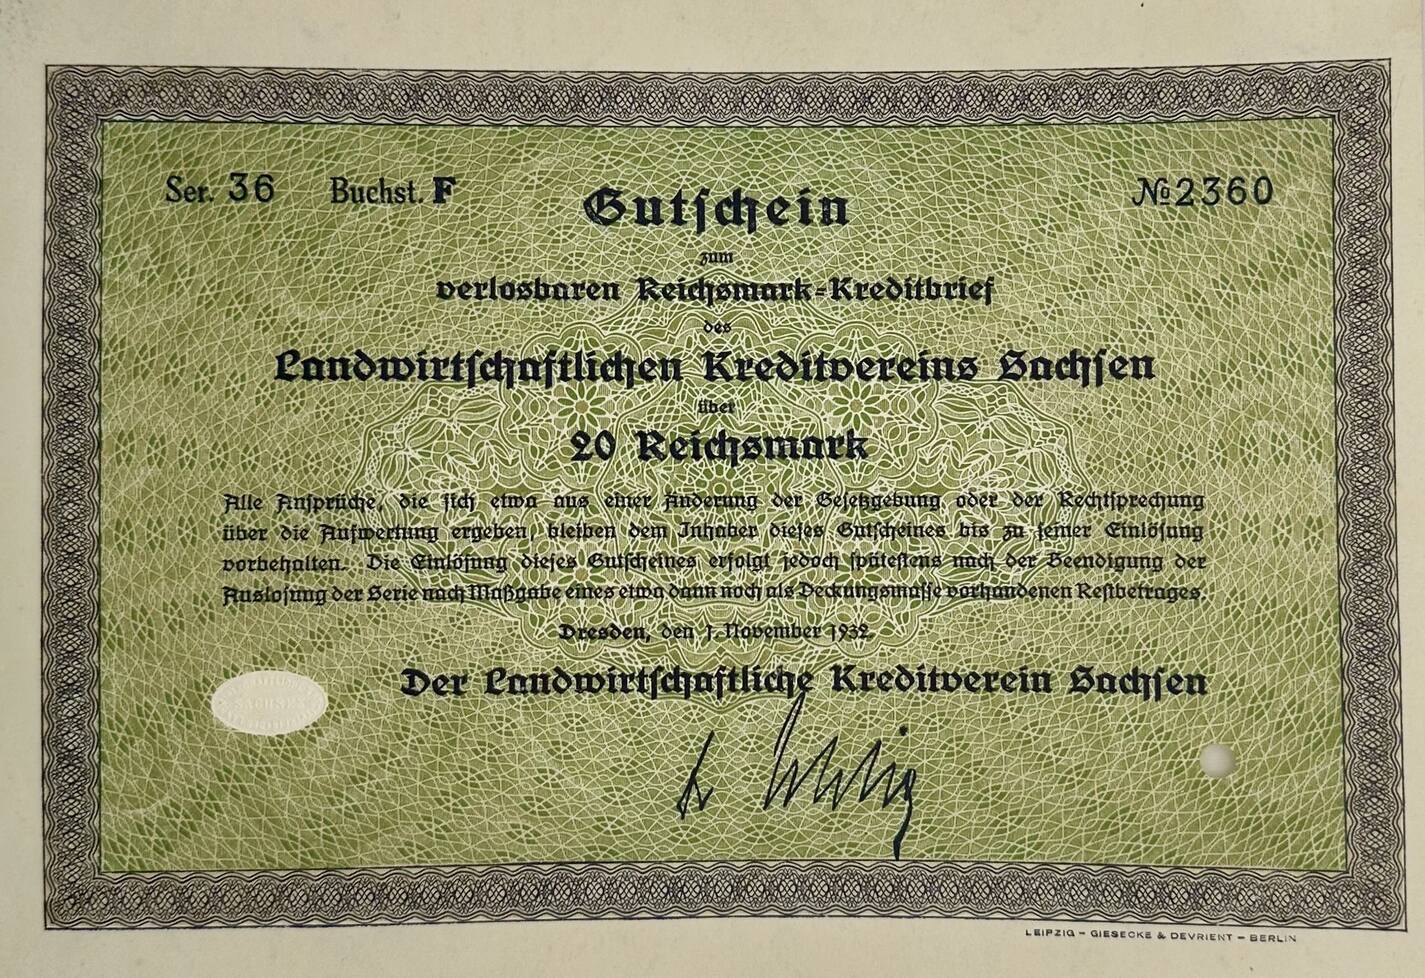 Ser. 36 Buchst. F Gutschein №2360
zum
verlosbaren Reichsmark=Kreditbrief
des
Landwirtschaftlichen Kreditvereins Sachsen
über
20 Reichsmark
Alle Ansprüche, die sich etwa aus einer Änderung der Gesetzgebung oder der Rechtsprechung
über die Aufwertung ergeben, bleiben dem Inhaber dieses Gutscheines bis zu seiner Einlösung
vorbehalten. Die Einlösung dieses Gutscheines erfolgt jedoch spätestens nach der Beendigung der
Auslosung der Serie nach Maßgabe eines etwa dann noch als Deckungsmasse vorhandenen Restbetrages.
Dresden, den 1. November 1932.
Der Landwirtschaftliche Kreditverein Sachsen
SACHSEN
LEIPZIG – GIESECKE & DEVRIENT – BERLIN